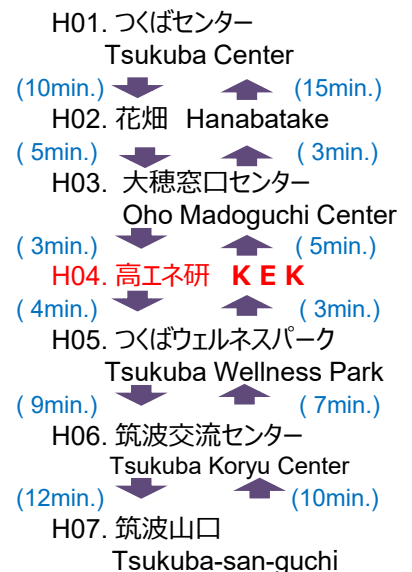 H01. つくばセンター
Tsukuba Center
(10min.) (15min.)
H02. 花畑 Hanabatake
( 5min.) ( 3min.)
H03. 大穂窓口センター
Oho Madoguchi Center
( 3min.) ( 5min.)
H04. 高エネ研 K E K
( 4min.) ( 3min.)
H05. つくばウェルネスパーク
Tsukuba Wellness Park
( 9min.) ( 7min.)
H06. 筑波交流センター
Tsukuba Koryu Center
(12min.) (10min.)
H07. 筑波山口
Tsukuba-san-guchi